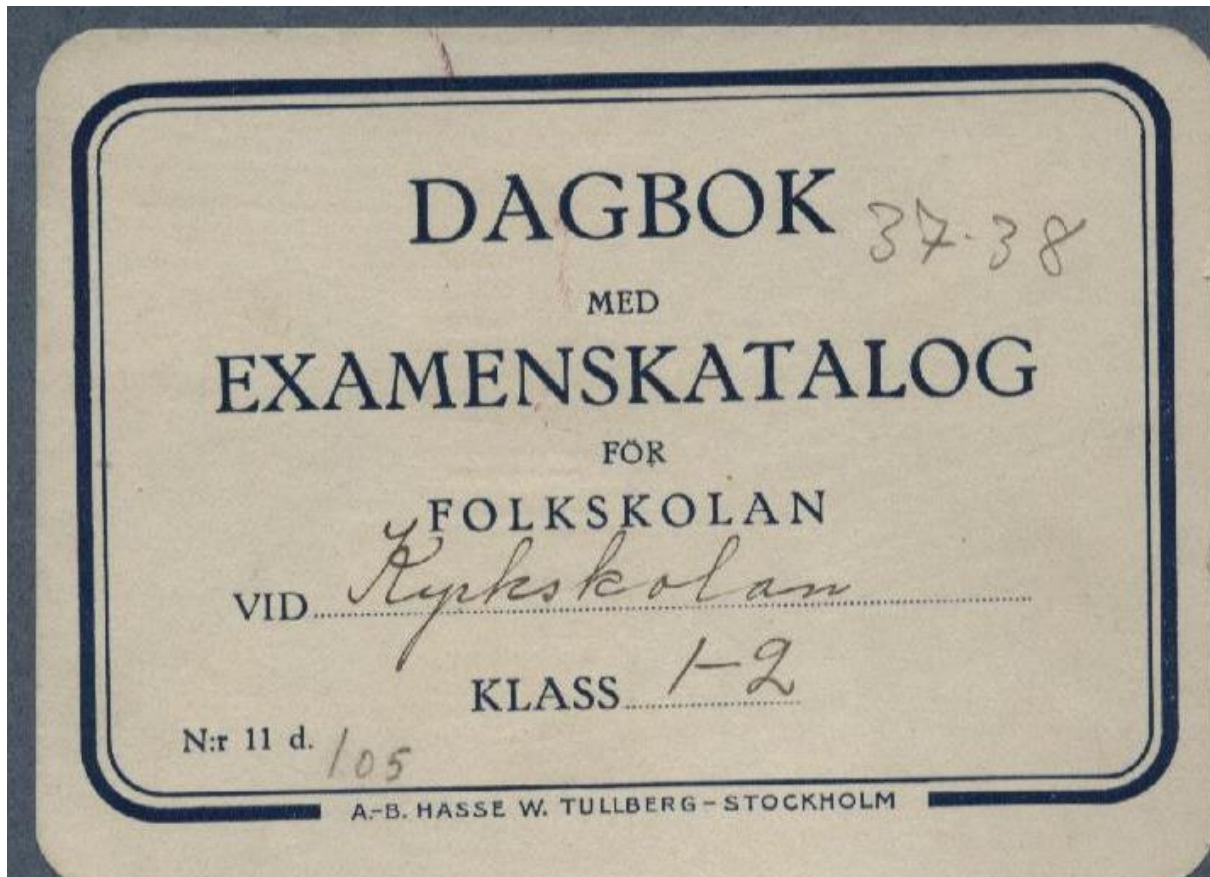 DAGBOK 37-38
MED
EXAMENSKATALOG
FÖR
FOLKSKOLAN
VID Kyrkskolan
KLASS 1-2
N:r 11 d. 105
A.-B. HASSE W. TULLBERG-STOCKHOLM